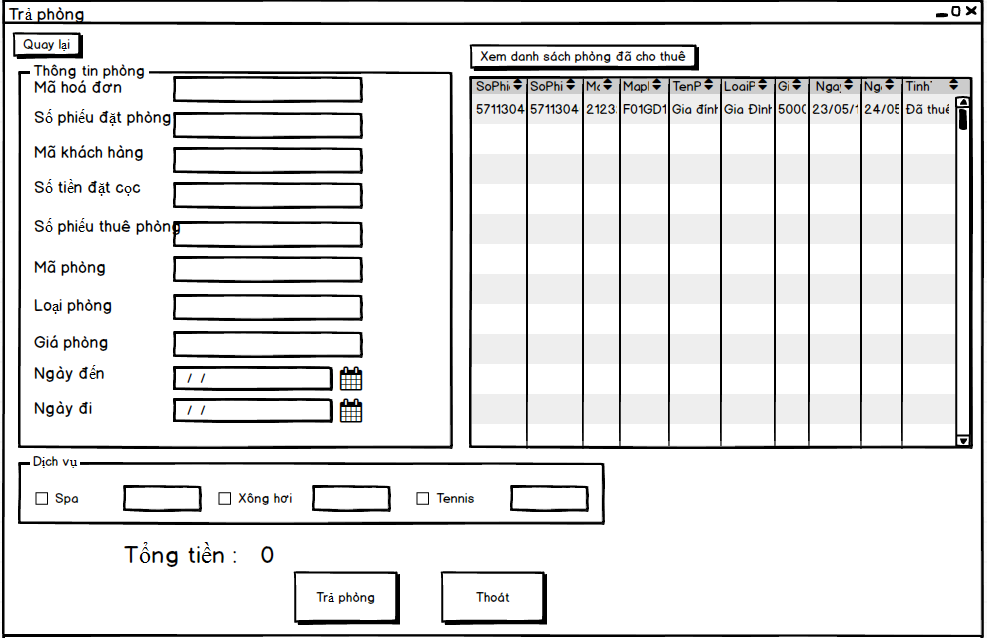 Trả phòng
Quay lại
Thông tin phòng
Mã hoá đơn
Số phiếu đặt phòng
Mã khách hàng
Số tiền đặt cọc
Số phiếu thuê phòng
Mã phòng
Loại phòng
Giá phòng
Ngày đến / /
Ngày đi / /
Xem danh sách phòng đã cho thuê
SoPhi SoPhi Mc Mapl TenP LoaiP Gi Ngay Ng Tinh
5711304 5711304 2123 F01GD1 Gia đính Gia Đình 500 23/05/ 24/05 Đã thuê
Dịch vụ
Spa Xông hơi Tennis
Tổng tiền : 0
Trả phòng Thoát